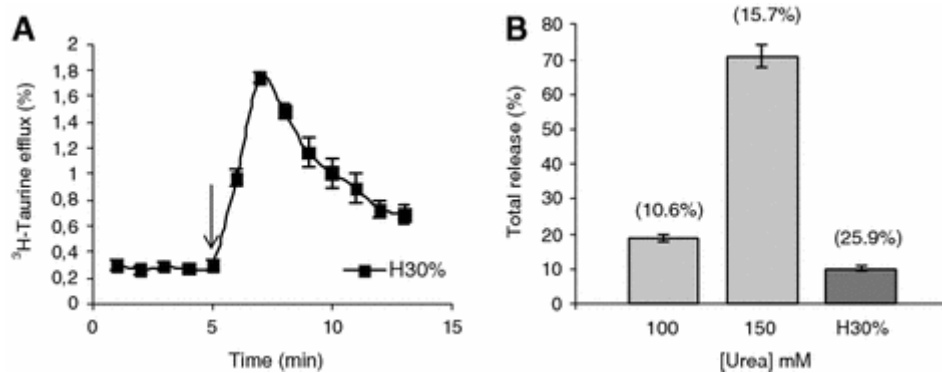 A
³H-Taurine efflux (%)
2
1,8
1,6
1,4
1,2
1
0,8
0,6
0,4
0,2
0
0 5 10 15
Time (min)
H30%
B
Total release (%)
80
70
60
50
40
30
20
10
0
(10.6%)
(15.7%)
(25.9%)
100 150 H30%
[Urea] mM